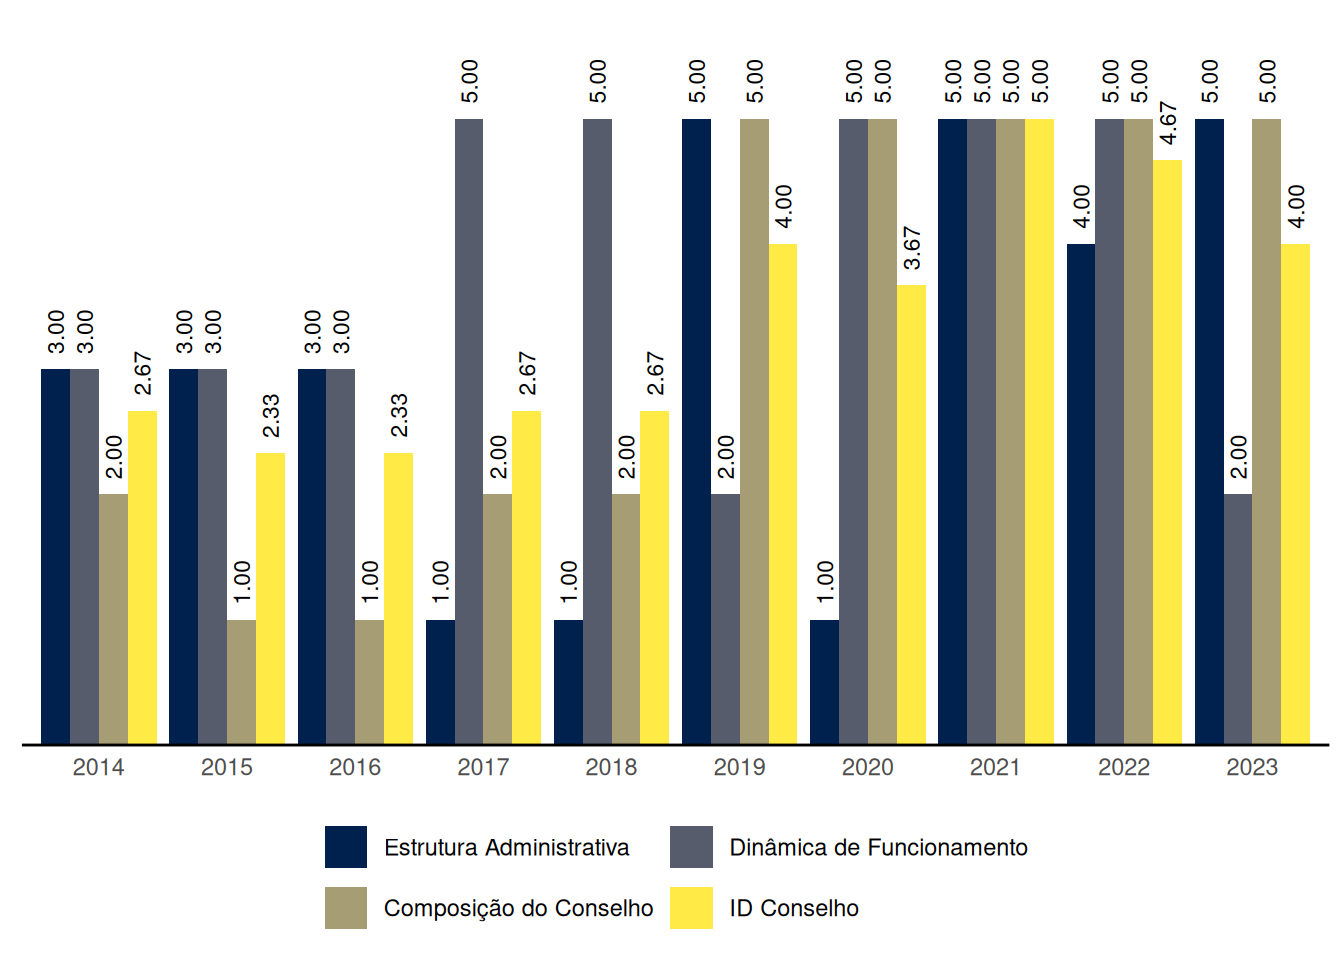 5.00 5.00 5.00 5.00 5.00 5.00 5.00 5.00 5.00 5.00 5.00 5.00 5.00 5.00
4.67
4.00 4.00 4.00
3.67
3.00 3.00 3.00 3.00 3.00 3.00
2.67 2.67 2.67
2.33 2.33
2.00 2.00 2.00 2.00 2.00
1.00 1.00 1.00 1.00 1.00
2014 2015 2016 2017 2018 2019 2020 2021 2022 2023
Estrutura Administrativa Dinâmica de Funcionamento
Composição do Conselho ID Conselho